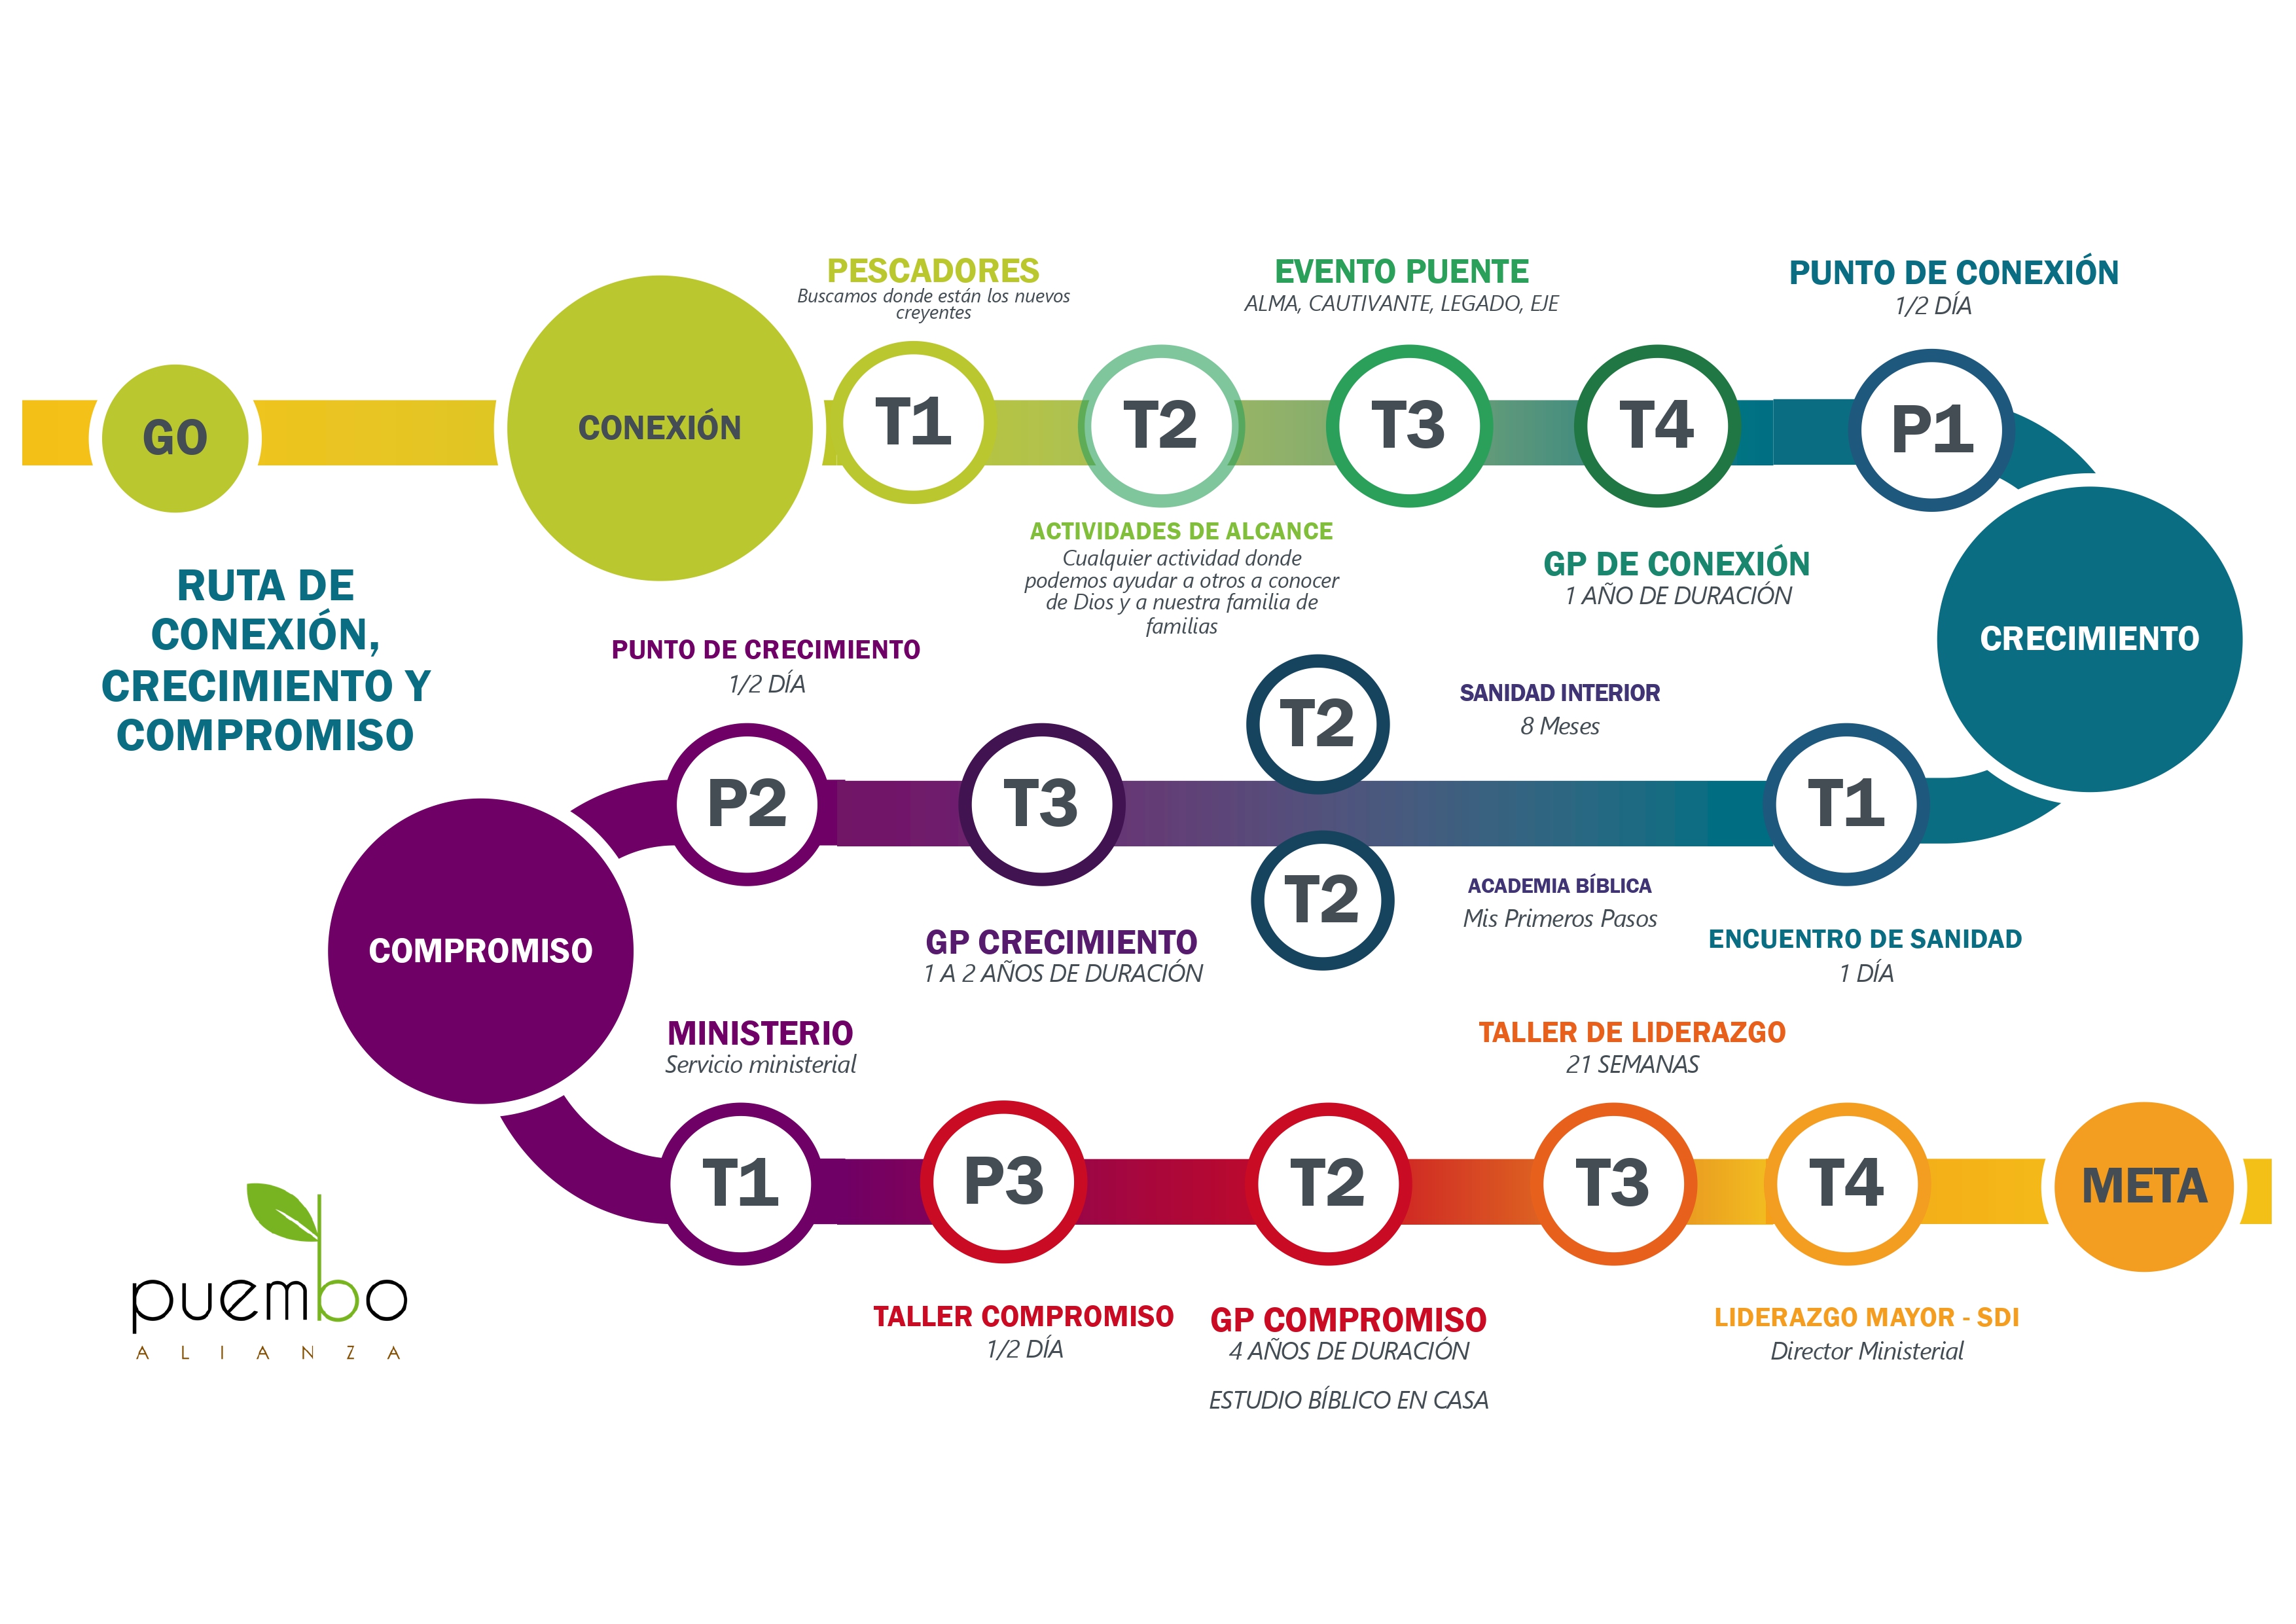 PESCADORES
Buscamos donde están los nuevos
creyentes
EVENTO PUENTE
ALMA, CAUTIVANTE, LEGADO, EJE
PUNTO DE CONEXIÓN
1/2 DÍA
GO
CONEXIÓN
T1
T2
T3
T4
P1
ACTIVIDADES DE ALCANCE
Cualquier actividad donde
podemos ayudar a otros a conocer
de Dios y a nuestra familia de
familias
GP DE CONEXIÓN
1 AÑO DE DURACIÓN
RUTA DE
CONEXIÓN,
CRECIMIENTO Y
COMPROMISO
CRECIMIENTO
PUNTO DE CRECIMIENTO
1/2 DÍA
T2
SANIDAD INTERIOR
8 Meses
P2
T3
T1
T2
ACADEMIA BÍBLICA
Mis Primeros Pasos
GP CRECIMIENTO
1 A 2 AÑOS DE DURACIÓN
ENCUENTRO DE SANIDAD
1 DÍA
COMPROMISO
MINISTERIO
Servicio ministerial
TALLER DE LIDERAZGO
21 SEMANAS
T1
P3
T2
T3
T4
META
TALLER COMPROMISO
1/2 DÍA
GP COMPROMISO
4 AÑOS DE DURACIÓN
ESTUDIO BÍBLICO EN CASA
LIDERAZGO MAYOR - SDI
Director Ministerial
puembo
ALIANZA